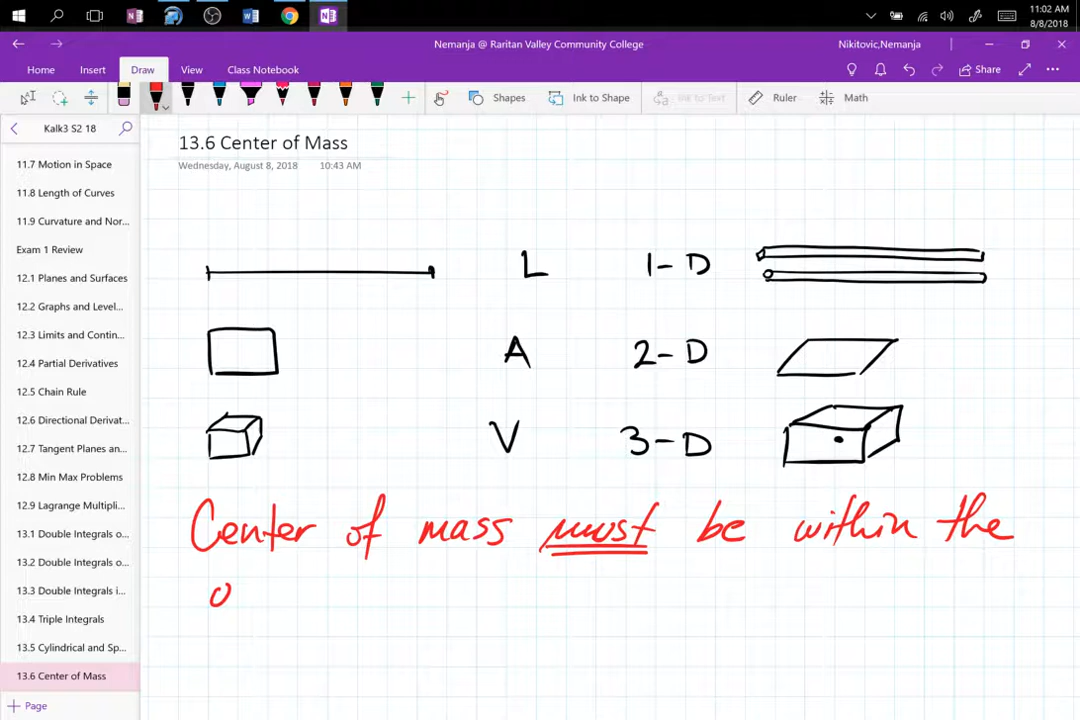 11:02 AM
8/8/2018
Nemanja @ Raritan Valley Community College
Nikitovic,Nemanja
Home Insert Draw View Class Notebook
Share
Shapes Ink to Shape Ink to Text Ruler Math
Kalk3 S2 18
11.7 Motion in Space
11.8 Length of Curves
11.9 Curvature and Nor...
Exam 1 Review
12.1 Planes and Surfaces
12.2 Graphs and Level...
12.3 Limits and Contin...
12.4 Partial Derivatives
12.5 Chain Rule
12.6 Directional Derivat...
12.7 Tangent Planes an...
12.8 Min Max Problems
12.9 Lagrange Multipli...
13.1 Double Integrals o...
13.2 Double Integrals o...
13.3 Double Integrals i...
13.4 Triple Integrals
13.5 Cylindrical and Sp...
13.6 Center of Mass
+ Page
13.6 Center of Mass
Wednesday, August 8, 2018 10:43 AM
L 1-D
A 2-D
V 3-D
Center of mass must be within the
o